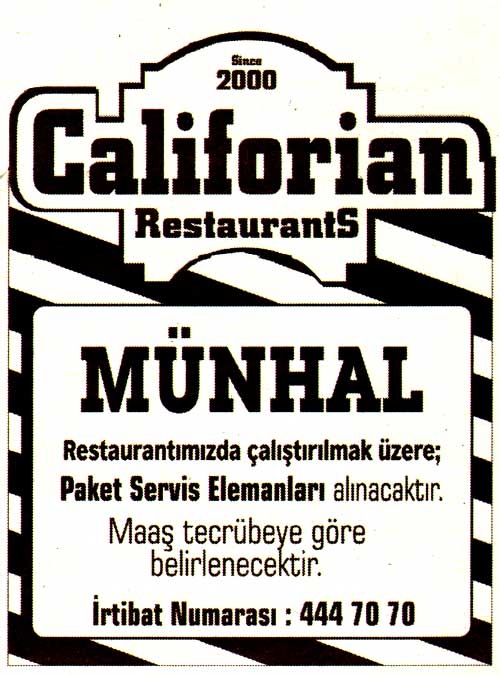 Since
2000
Califorian
RestaurantS
MÜNHAL
Restaurantımızda çalıştırılmak üzere;
Paket Servis Elemanları alınacaktır.
Maaş tecrübeye göre
belirlenecektir.
İrtibat Numarası : 444 70 70